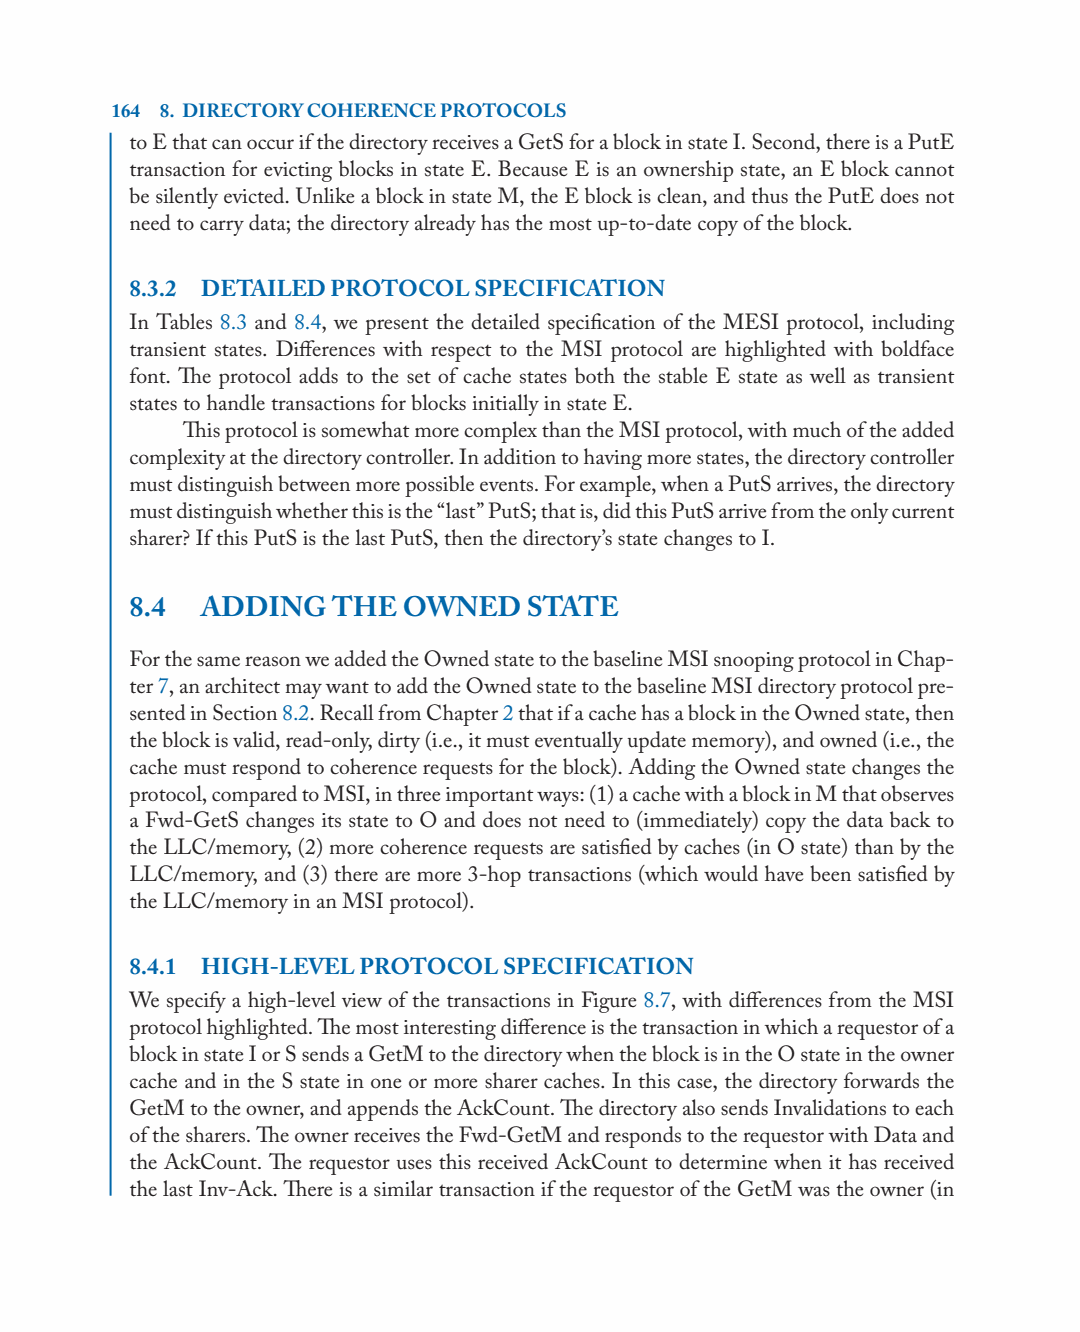 164 8. DIRECTORY COHERENCE PROTOCOLS
to E that can occur if the directory receives a GetS for a block in state I. Second, there is a PutE
transaction for evicting blocks in state E. Because E is an ownership state, an E block cannot
be silently evicted. Unlike a block in state M, the E block is clean, and thus the PutE does not
need to carry data; the directory already has the most up-to-date copy of the block.
8.3.2 DETAILED PROTOCOL SPECIFICATION
In Tables 8.3 and 8.4, we present the detailed specification of the MESI protocol, including
transient states. Differences with respect to the MSI protocol are highlighted with boldface
font. The protocol adds to the set of cache states both the stable E state as well as transient
states to handle transactions for blocks initially in state E.
This protocol is somewhat more complex than the MSI protocol, with much of the added
complexity at the directory controller. In addition to having more states, the directory controller
must distinguish between more possible events. For example, when a PutS arrives, the directory
must distinguish whether this is the “last” PutS; that is, did this PutS arrive from the only current
sharer? If this PutS is the last PutS, then the directory’s state changes to I.
8.4 ADDING THE OWNED STATE
For the same reason we added the Owned state to the baseline MSI snooping protocol in Chap-
ter 7, an architect may want to add the Owned state to the baseline MSI directory protocol pre-
sented in Section 8.2. Recall from Chapter 2 that if a cache has a block in the Owned state, then
the block is valid, read-only, dirty (i.e., it must eventually update memory), and owned (i.e., the
cache must respond to coherence requests for the block). Adding the Owned state changes the
protocol, compared to MSI, in three important ways: (1) a cache with a block in M that observes
a Fwd-GetS changes its state to O and does not need to (immediately) copy the data back to
the LLC/memory, (2) more coherence requests are satisfied by caches (in O state) than by the
LLC/memory, and (3) there are more 3-hop transactions (which would have been satisfied by
the LLC/memory in an MSI protocol).
8.4.1 HIGH-LEVEL PROTOCOL SPECIFICATION
We specify a high-level view of the transactions in Figure 8.7, with differences from the MSI
protocol highlighted. The most interesting difference is the transaction in which a requestor of a
block in state I or S sends a GetM to the directory when the block is in the O state in the owner
cache and in the S state in one or more sharer caches. In this case, the directory forwards the
GetM to the owner, and appends the AckCount. The directory also sends Invalidations to each
of the sharers. The owner receives the Fwd-GetM and responds to the requestor with Data and
the AckCount. The requestor uses this received AckCount to determine when it has received
the last Inv-Ack. There is a similar transaction if the requestor of the GetM was the owner (in